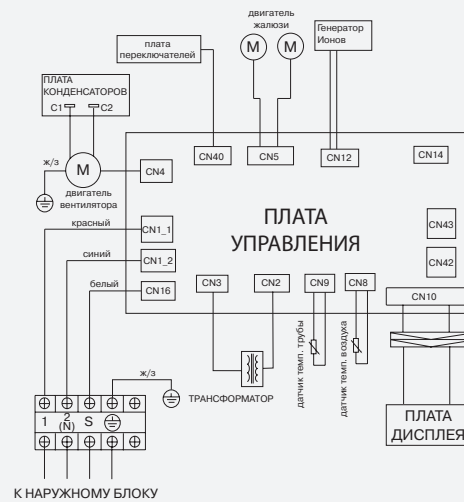 двигатель
жалюзи
плата
переключателей
М
М
Генератор
Ионов
ПЛАТА
КОНДЕНСАТОРОВ
С1
С2
CN40
CN5
CN12
CN14
ж/з
М
CN4
двигатель
вентилятора
красный
CN1_1
ПЛАТА
УПРАВЛЕНИЯ
CN43
синий
CN1_2
CN42
белый
CN16
CN3
CN2
CN9
CN8
CN10
датчик темп. трубы
датчик темп. воздуха
ж/з
ТРАНСФОРМАТОР
1
2
(N)
S
ПЛАТА
ДИСПЛЕЯ
К НАРУЖНОМУ БЛОКУ